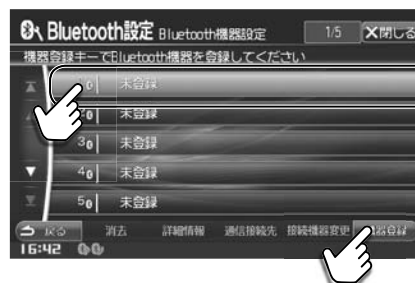 Bluetooth設定 Bluetooth機器設定 1/5 ×閉じる
機器登録キーでBluetooth機器を登録してください
未登録
2 未登録
3 未登録
4 未登録
5 未登録
戻る 消去 詳細情報 通信接続先 接続機器変更 機器登録
16:42